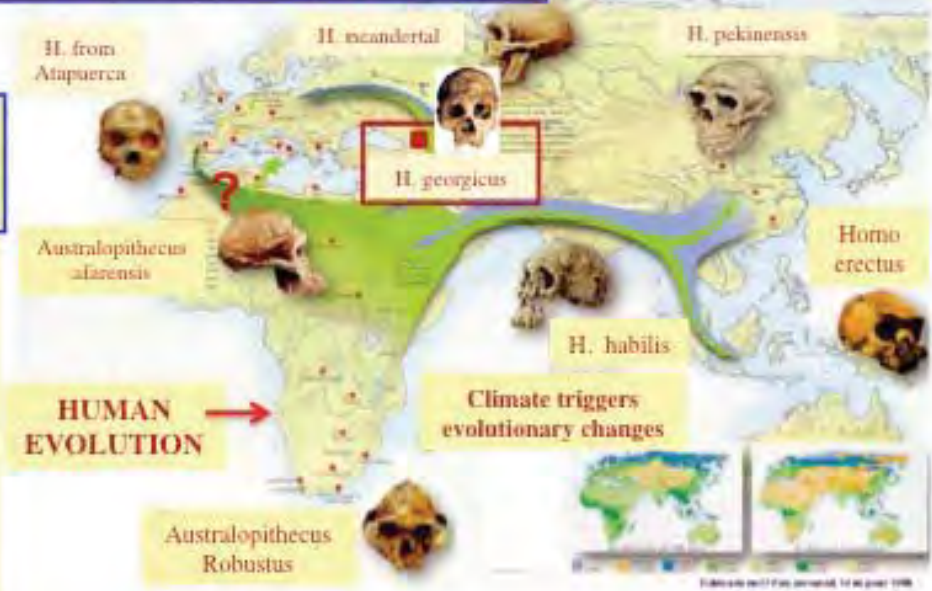 H. from
Atapuerca
H. neandertal
H. pekinensis
H. georgicus
?
Australopithecus
afarensis
Homo
erectus
H. habilis
HUMAN
EVOLUTION
Climate triggers
evolutionary changes
Australopithecus
Robustus